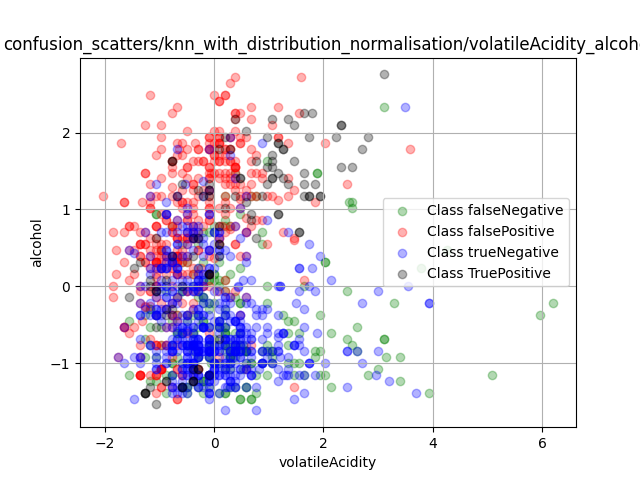 confusion_scatters/knn_with_distribution_normalisation/volatileAcidity_alcoho
2
1
0
−1
alcohol
Class falseNegative
Class falsePositive
Class trueNegative
Class TruePositive
−2
0
2
4
6
volatileAcidity